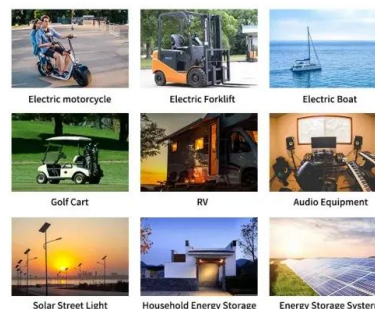 Electric motorcycle
Electric Forklift
Electric Boat
Golf Cart
RV
Audio Equipment
Solar Street Light
Household Energy Storage
Energy Storage System